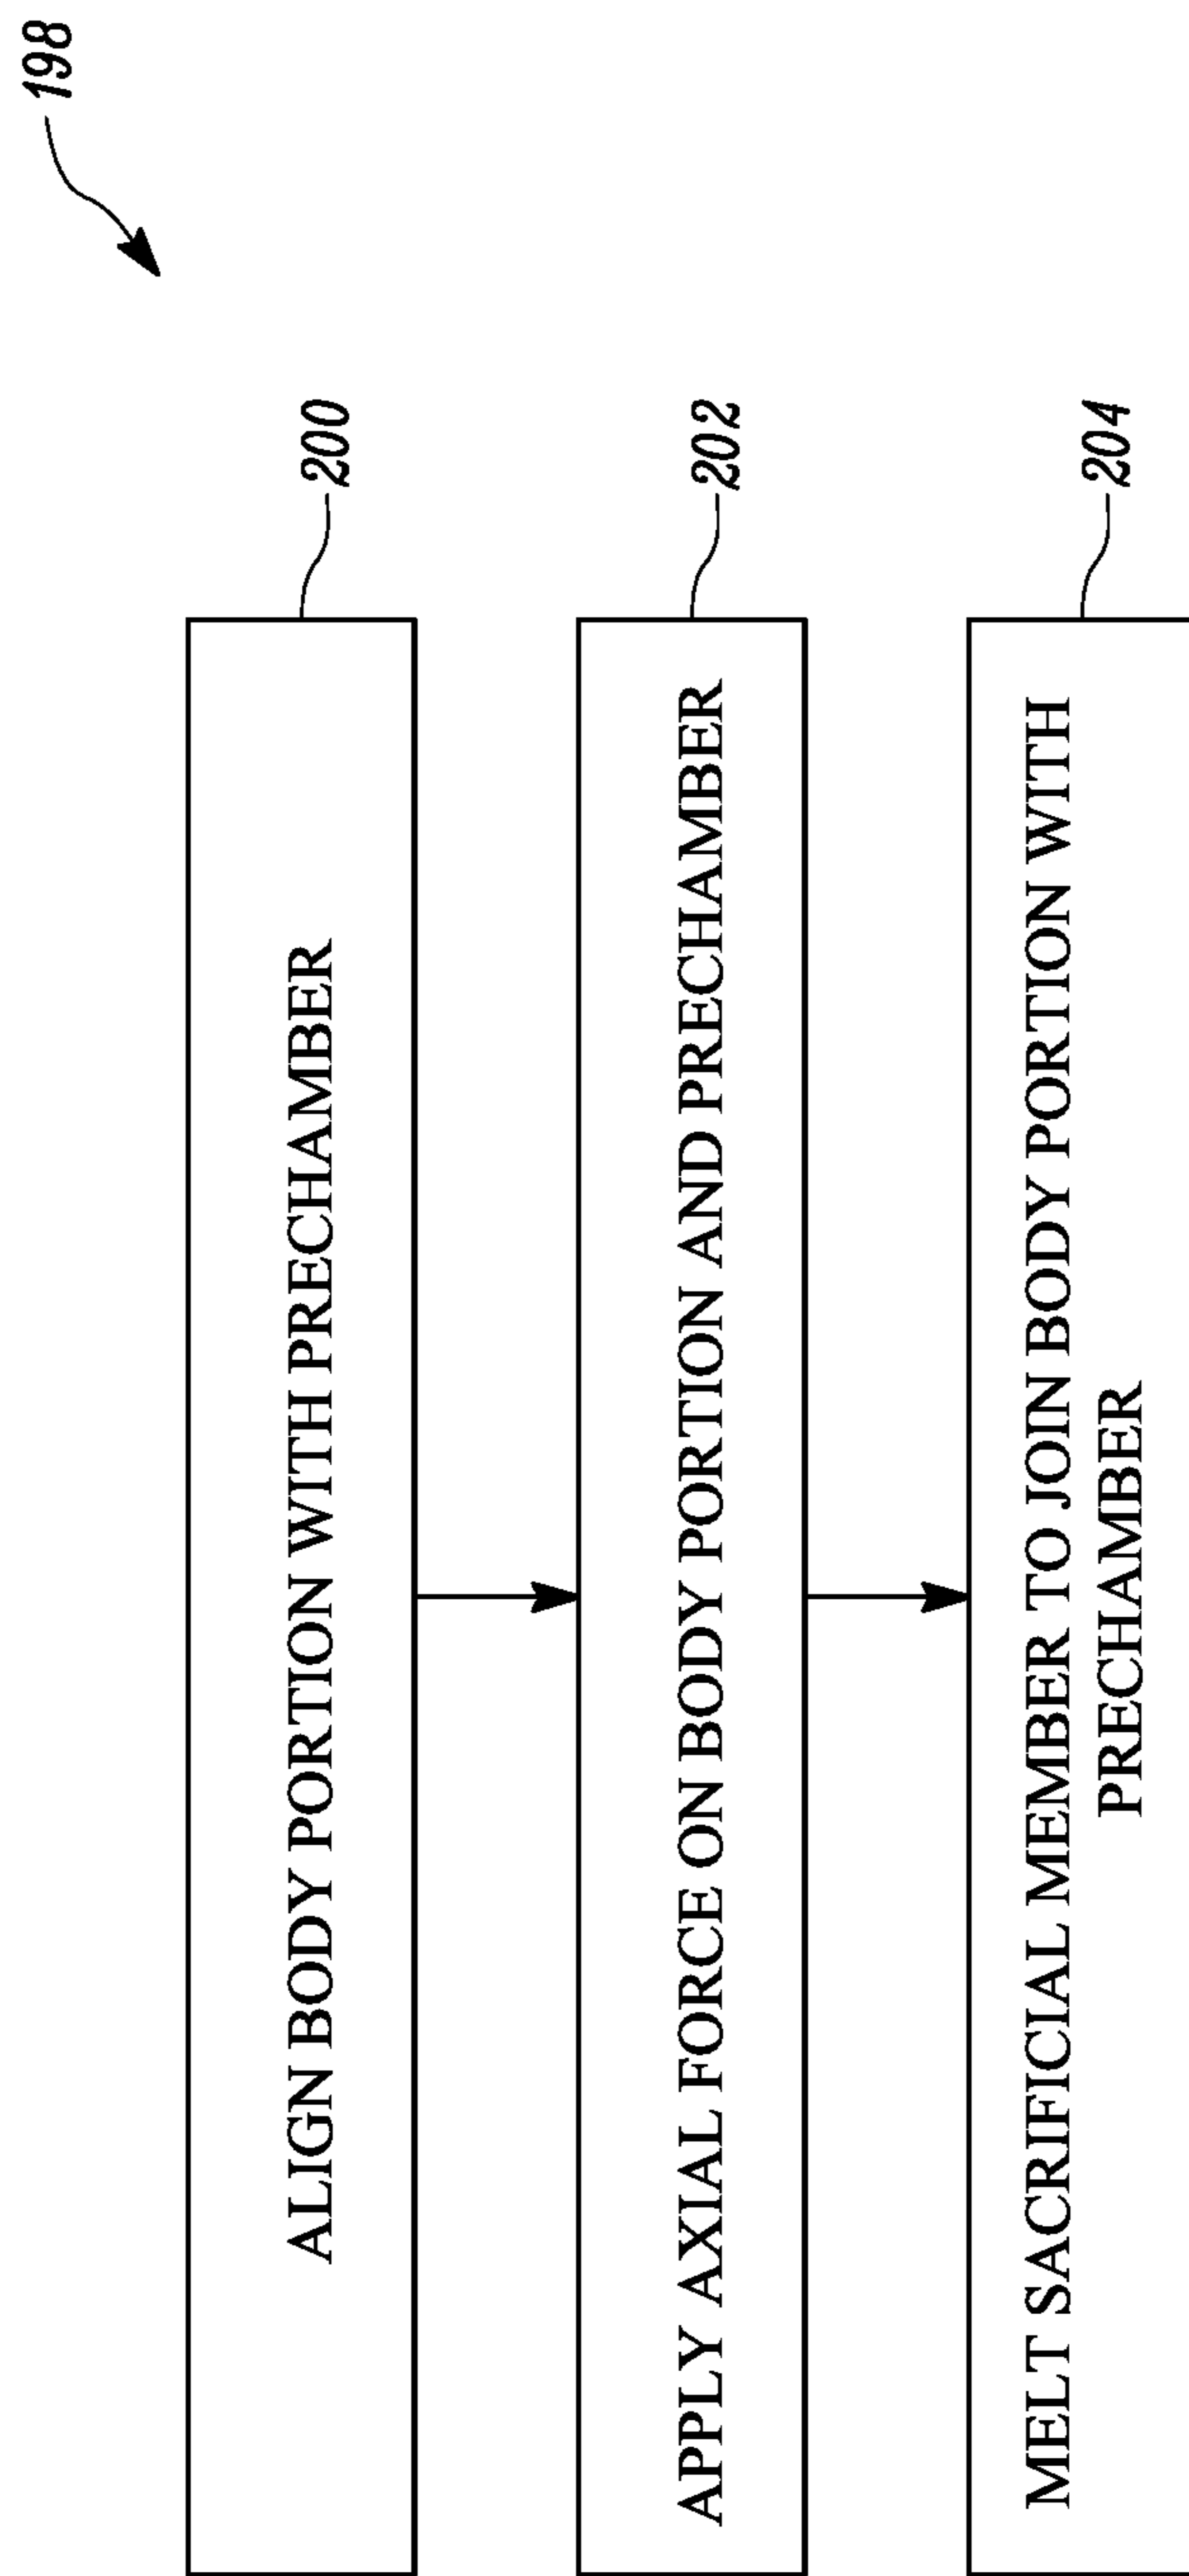 198
ALIGN BODY PORTION WITH PRECHAMBER
200
APPLY AXIAL FORCE ON BODY PORTION AND PRECHAMBER
202
MELT SACRIFICIAL MEMBER TO JOIN BODY PORTION WITH
PRECHAMBER
204